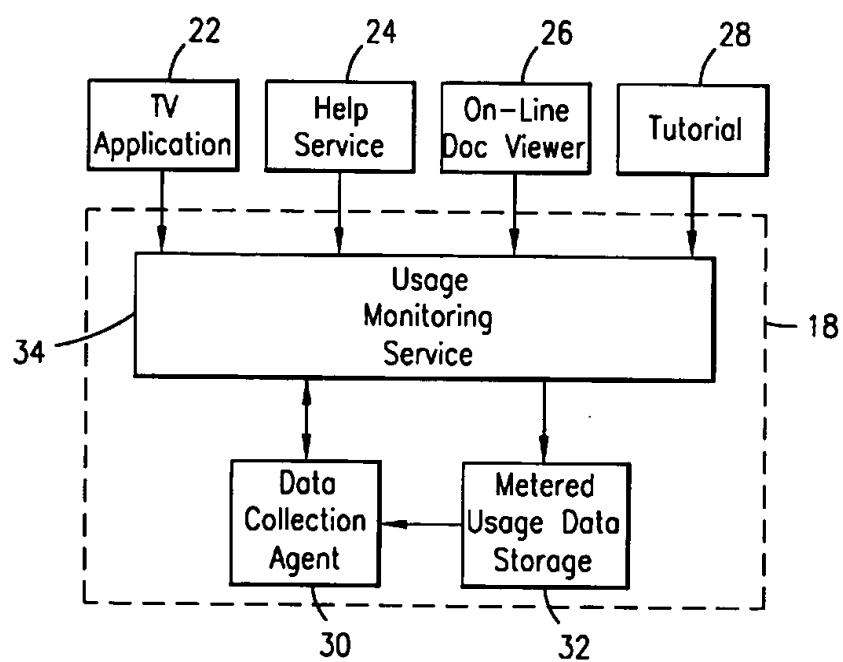 22
24
26
28
TV
Application
Help
Service
On-Line
Doc Viewer
Tutorial
Usage
Monitoring
Service
34
18
Data
Collection
Agent
Metered
Usage Data
Storage
30
32